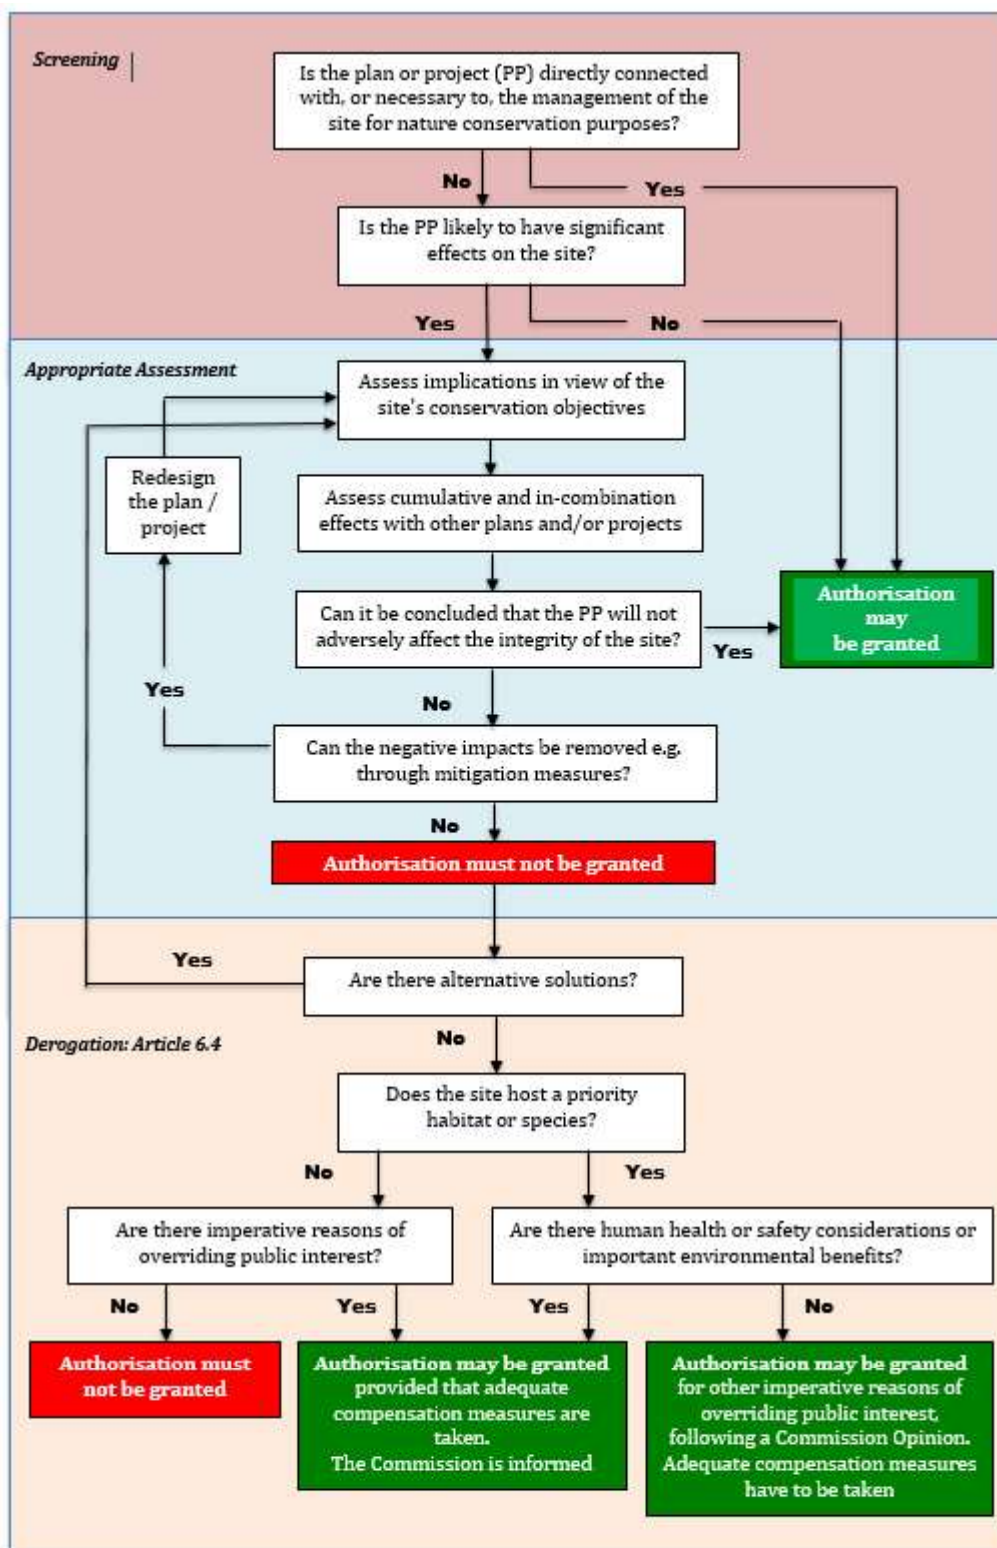 Screening
Is the plan or project (PP) directly connected
with, or necessary to, the management of the
site for nature conservation purposes?
No
Yes
Is the PP likely to have significant
effects on the site?
Yes
No
Appropriate Assessment
Assess implications in view of the
site's conservation objectives
Redesign
the plan /
project
Assess cumulative and in-combination
effects with other plans and/or projects
Can it be concluded that the PP will not
adversely affect the integrity of the site?
Yes
Authorisation
may
be granted
Yes
No
Can the negative impacts be removed e.g.
through mitigation measures?
No
Authorisation must not be granted
Yes
Are there alternative solutions?
No
Derogation: Article 6.4
Does the site host a priority
habitat or species?
No
Yes
Are there imperative reasons of
overriding public interest?
Are there human health or safety considerations or
important environmental benefits?
No
Yes
Yes
No
Authorisation must
not be granted
Authorisation may be granted
provided that adequate
compensation measures are
taken.
The Commission is informed
Authorisation may be granted
for other imperative reasons of
overriding public interest,
following a Commission Opinion.
Adequate compensation measures
have to be taken